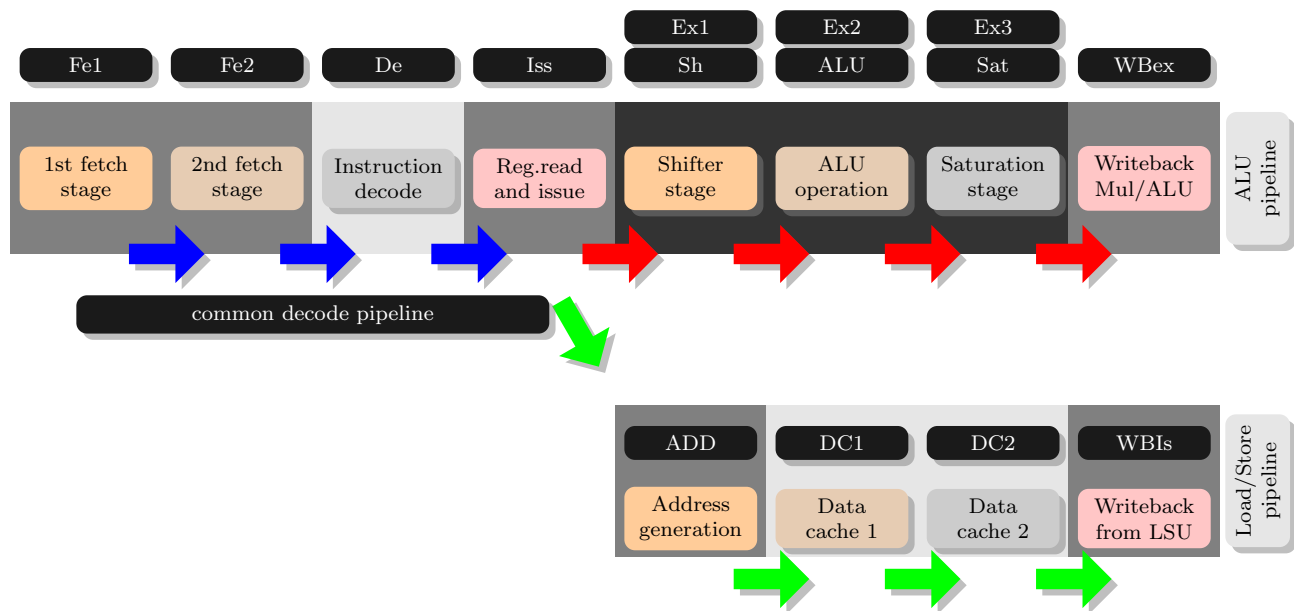 Ex1 Ex2 Ex3
Fe1 Fe2 De Iss Sh ALU Sat WBex
1st fetch 2nd fetch Instruction Reg.read Shifter ALU Saturation Writeback
stage stage decode and issue stage operation stage Mul/ALU
ALU
pipeline
common decode pipeline
ADD DC1 DC2 WBIs
Address Data Data Writeback
generation cache 1 cache 2 from LSU
Load/Store
pipeline